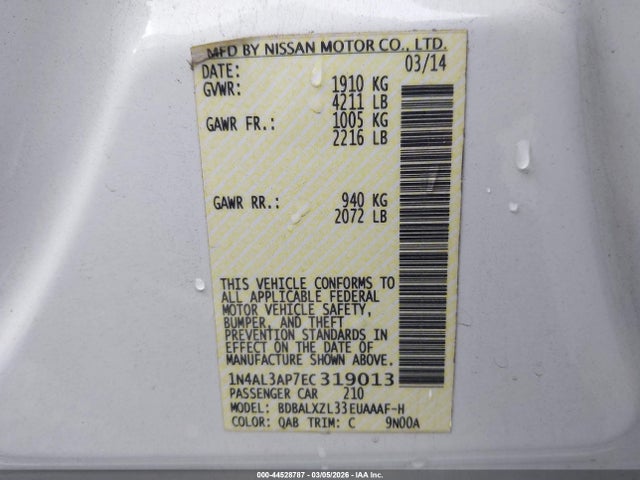 MFD BY NISSAN MOTOR CO., LTD.
DATE: 03/14
GVWR: 1910 KG
4211 LB
GAWR FR.: 1005 KG
2216 LB
GAWR RR.: 940 KG
2072 LB
THIS VEHICLE CONFORMS TO
ALL APPLICABLE FEDERAL
MOTOR VEHICLE SAFETY,
BUMPER, AND THEFT
PREVENTION STANDARDS IN
EFFECT ON THE DATE OF
MANUFACTURE SHOWN ABOVE.
1N4AL3AP7EC319013
PASSENGER CAR 210
MODEL: BDBALXZL33EUAAAF-H
COLOR: QAB TRIM: C 9N00A
000-44528787 - 03/05/2026 - IAA Inc.